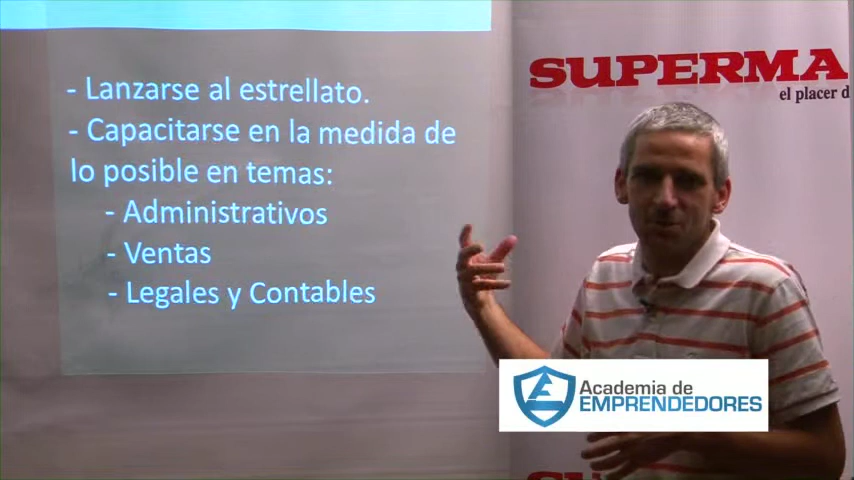 - Lanzarse al estrellato.
- Capacitarse en la medida de
lo posible en temas:
- Administrativos
- Ventas
- Legales y Contables
SUPERMA
el placer d
Academia de
EMPRENDEDORES
SUPERMA